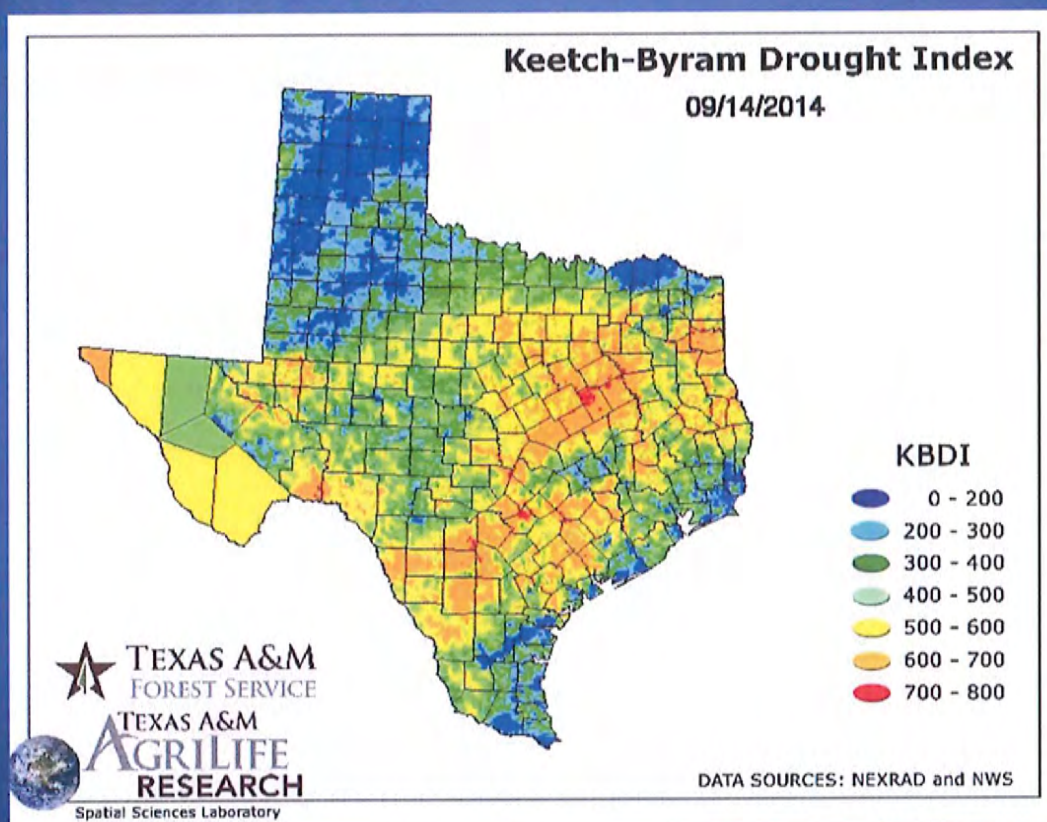 Keetch-Byram Drought Index
09/14/2014
KBDI
0 - 200
200 - 300
300 - 400
400 - 500
500 - 600
600 - 700
700 - 800
TEXAS A&M
FOREST SERVICE
TEXAS A&M
AGRILIFE
RESEARCH
Spatial Sciences Laboratory
DATA SOURCES: NEXRAD and NWS